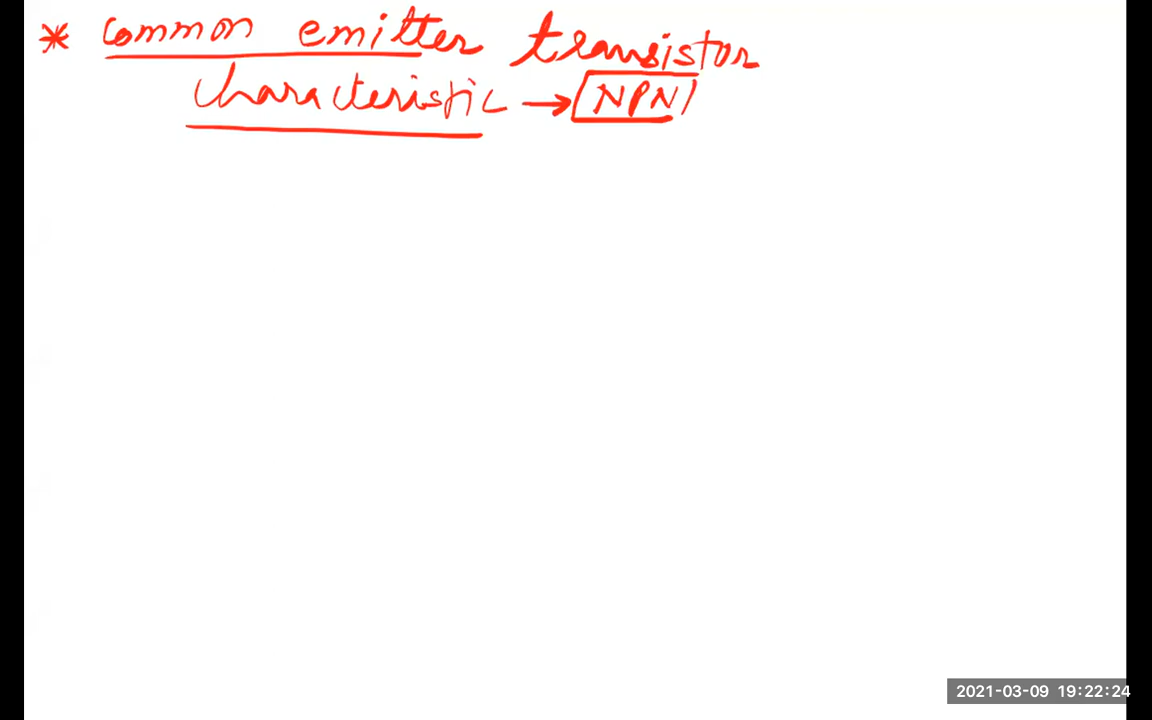 * Common emitter transistor
characteristic → NPN
2021-03-09 19:22:24